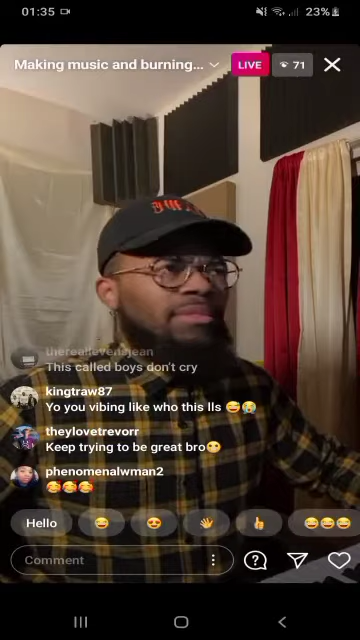 01:35
23%
Making music and burning...
LIVE
71
thereallevenisjean
This called boys don't cry
kingtraw87
Yo you vibing like who this lls 😅😭
theylovetrevorr
Keep trying to be great bro😬
phenomenalwman2
🥰🥰🥰
Hello
Comment